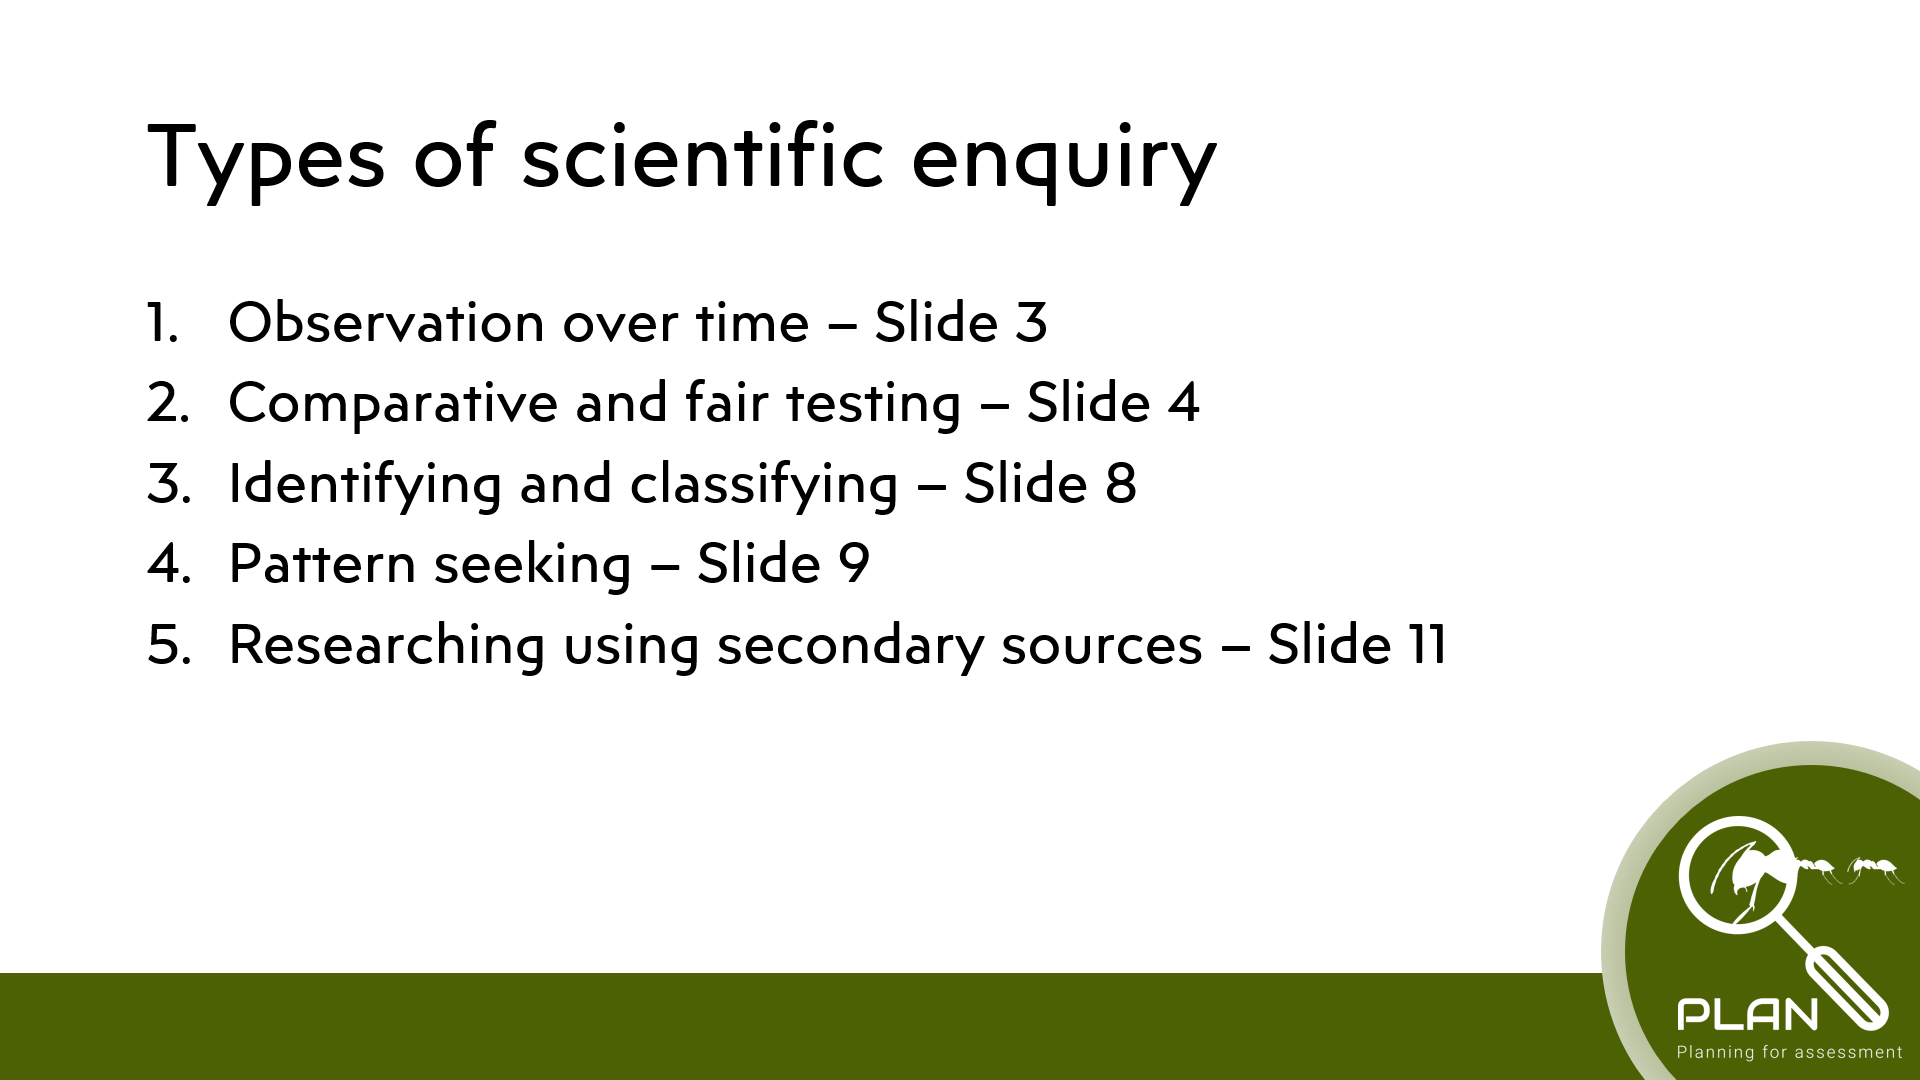 Types of scientific enquiry
1. Observation over time – Slide 3
2. Comparative and fair testing – Slide 4
3. Identifying and classifying – Slide 8
4. Pattern seeking – Slide 9
5. Researching using secondary sources – Slide 11
PLAN
Planning for assessment